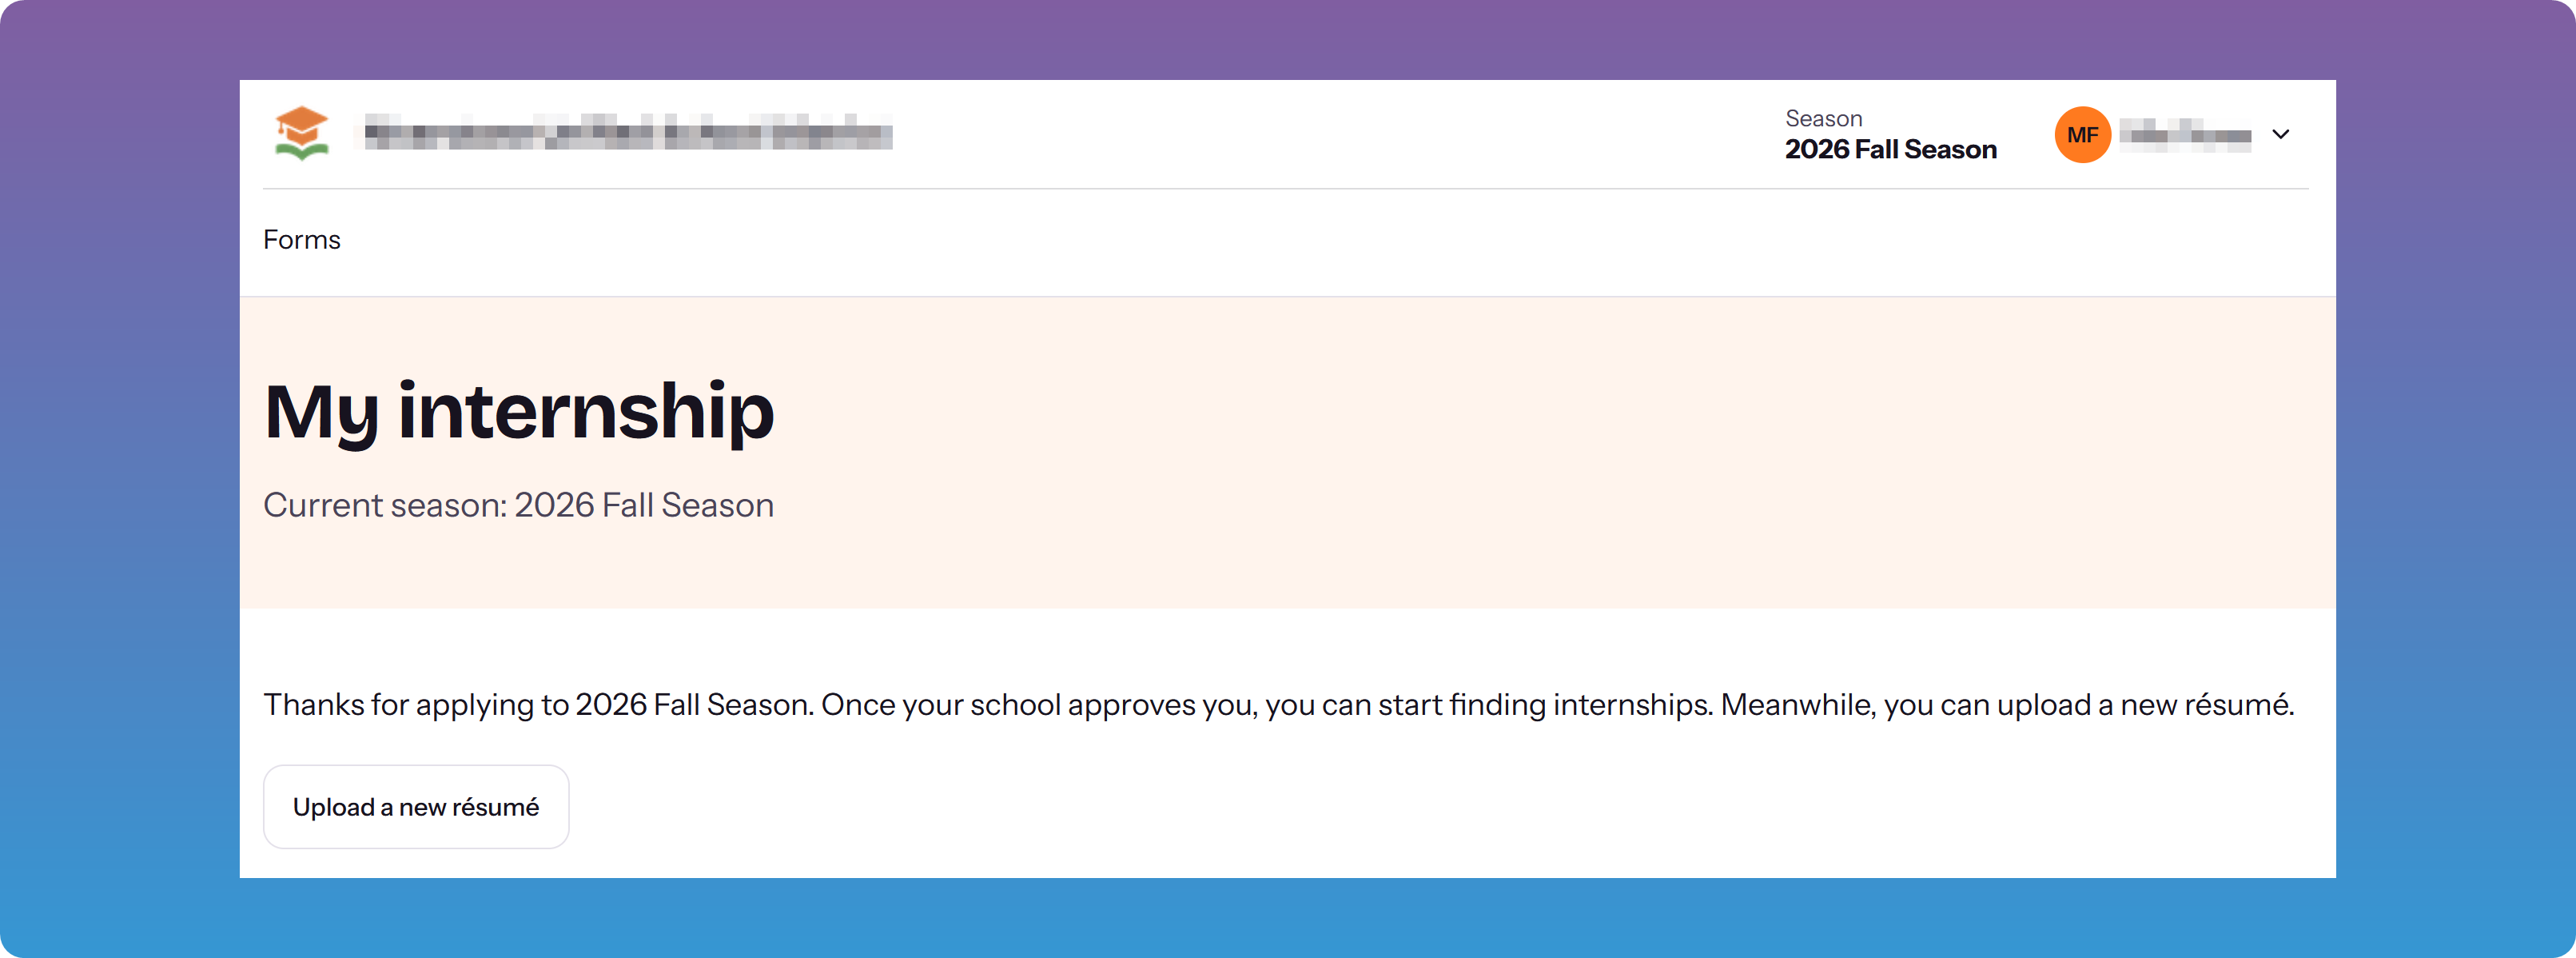 Season
2026 Fall Season
MF
Forms
My internship
Current season: 2026 Fall Season
Thanks for applying to 2026 Fall Season. Once your school approves you, you can start finding internships. Meanwhile, you can upload a new résumé.
Upload a new résumé